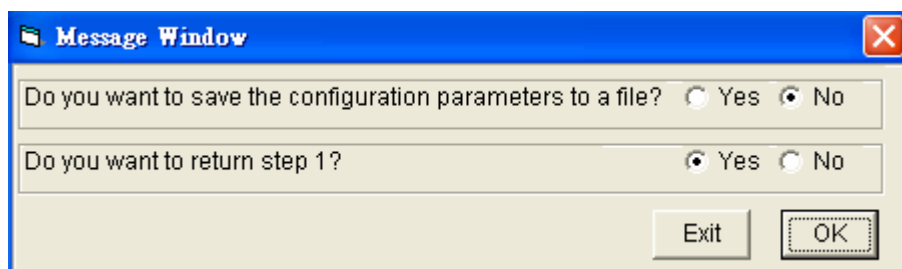 Message Window
Do you want to save the configuration parameters to a file? Yes No
Do you want to return step 1? Yes No
Exit OK